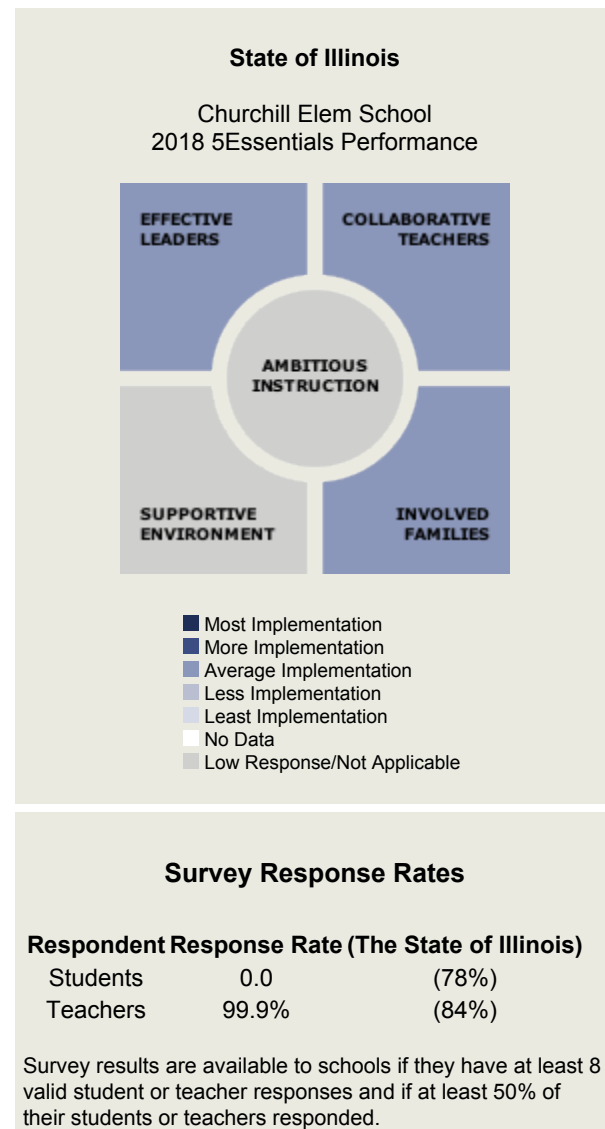 State of Illinois
Churchill Elem School
2018 5Essentials Performance
EFFECTIVE
LEADERS
COLLABORATIVE
TEACHERS
AMBITIOUS
INSTRUCTION
SUPPORTIVE
ENVIRONMENT
INVOLVED
FAMILIES
Most Implementation
More Implementation
Average Implementation
Less Implementation
Least Implementation
No Data
Low Response/Not Applicable
Survey Response Rates
Respondent Response Rate (The State of Illinois)
Students 0.0 (78%)
Teachers 99.9% (84%)
Survey results are available to schools if they have at least 8
valid student or teacher responses and if at least 50% of
their students or teachers responded.